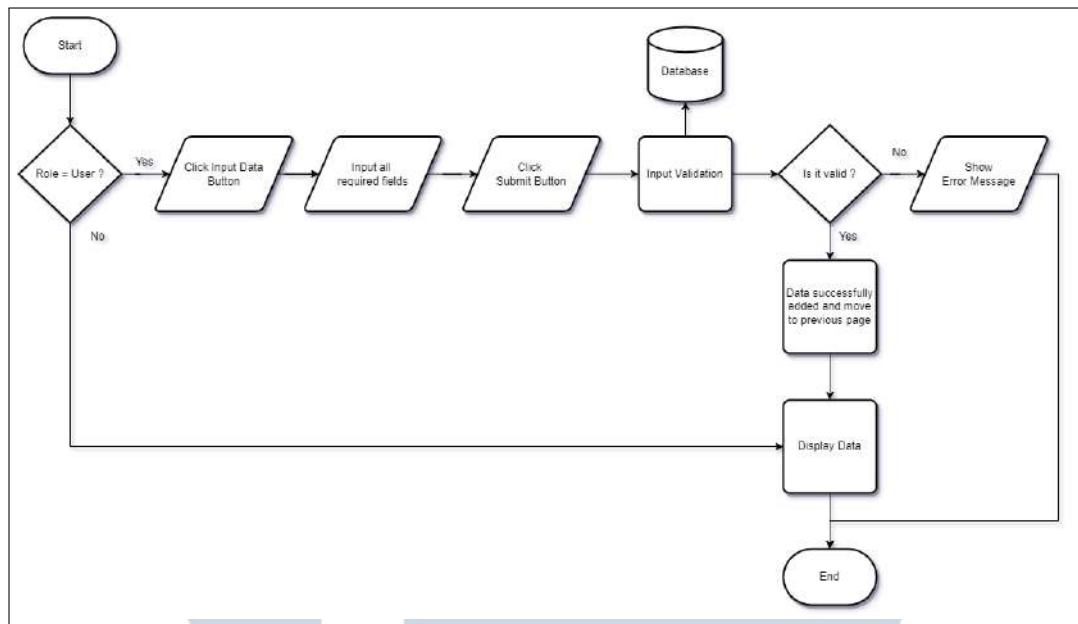 Start
Database
Role = User ?
Yes
Click Input Data
Button
Input all
required fields
Click
Submit Button
Input Validation
Is it valid ?
No
Show
Error Message
No
Yes
Data successfully
added and move
to previous page
Display Data
End